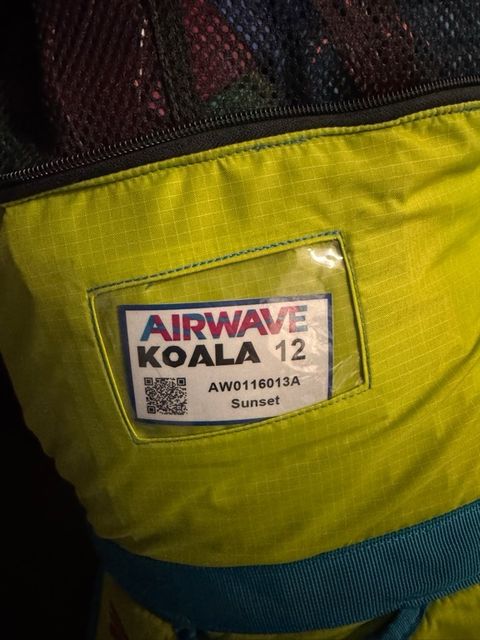 AIRWAVE
KOALA 12
AW0116013A
Sunset